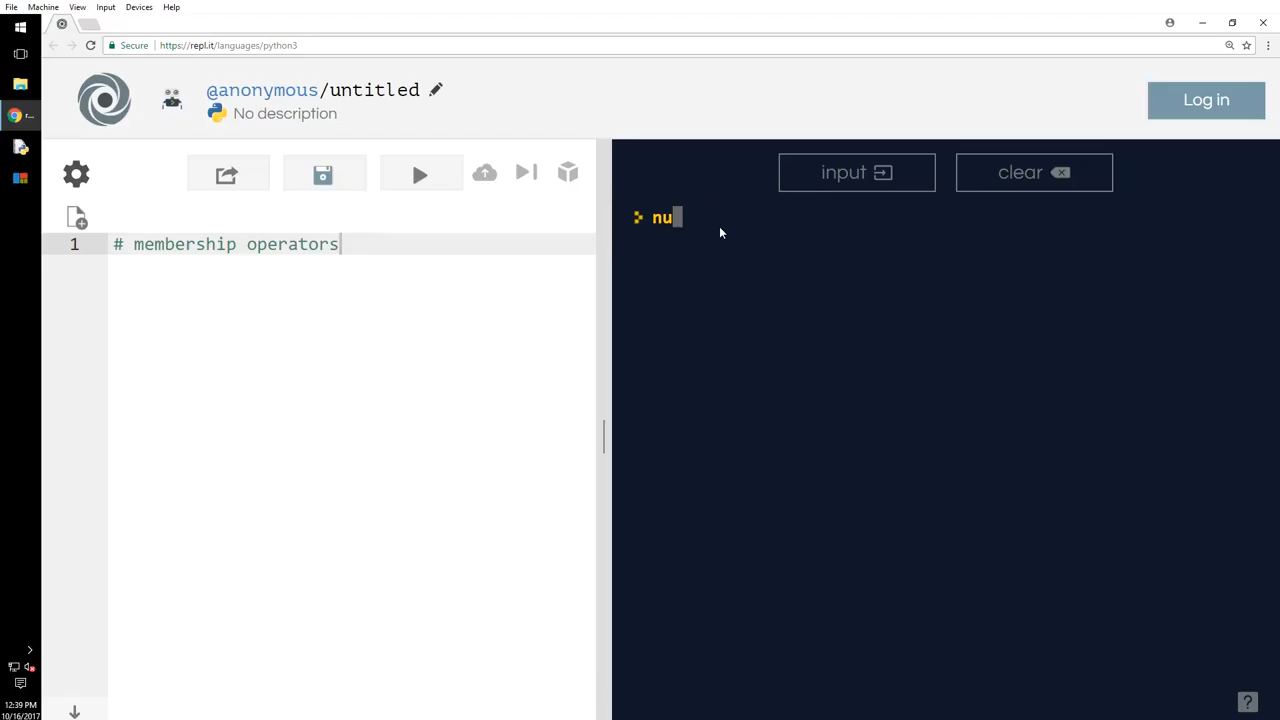 File Machine View Input Devices Help
Secure https://repl.it/languages/python3
@anonymous/untitled
No description
Log in
input
clear
nu
1 # membership operators
12:39 PM
10/16/2017
?